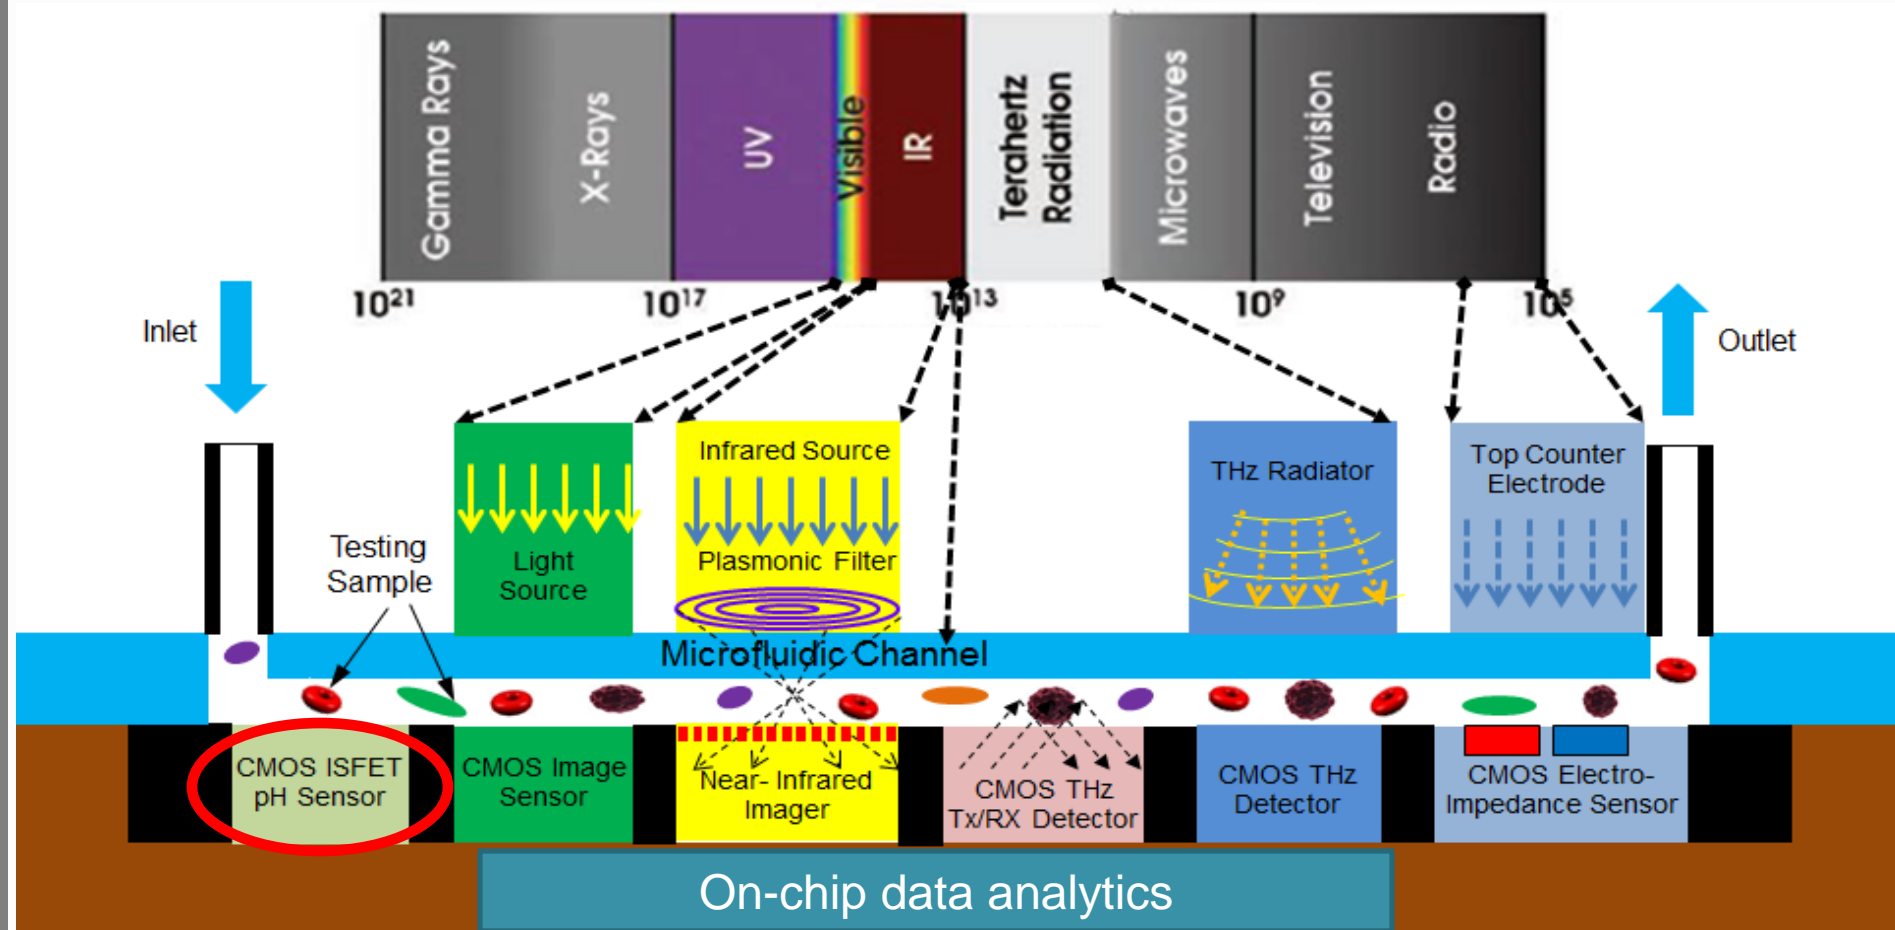 Gamma Rays
X-Rays
UV
Visible
IR
Terahertz
Radiation
Microwaves
Television
Radio
10²¹
10¹⁷
10¹³
10⁹
10⁵
Inlet
Outlet
Testing
Sample
Light
Source
Infrared Source
Plasmonic Filter
THz Radiator
Top Counter
Electrode
Microfluidic Channel
CMOS ISFET
pH Sensor
CMOS Image
Sensor
Near- Infrared
Imager
CMOS THz
Tx/RX Detector
CMOS THz
Detector
CMOS Electro-
Impedance Sensor
On-chip data analytics